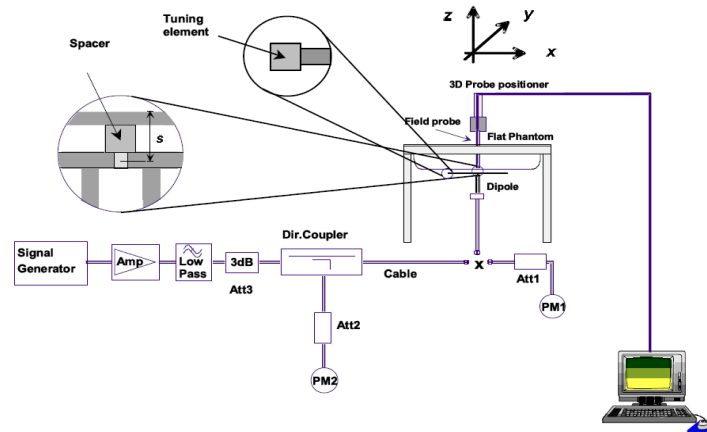 Tuning
element
z
y
x
Spacer
s
3D Probe positioner
Field probe
Flat Phantom
Dipole
Dir.Coupler
Signal
Generator
Amp
Low
Pass
3dB
Att3
Cable
x
Att1
PM1
Att2
PM2